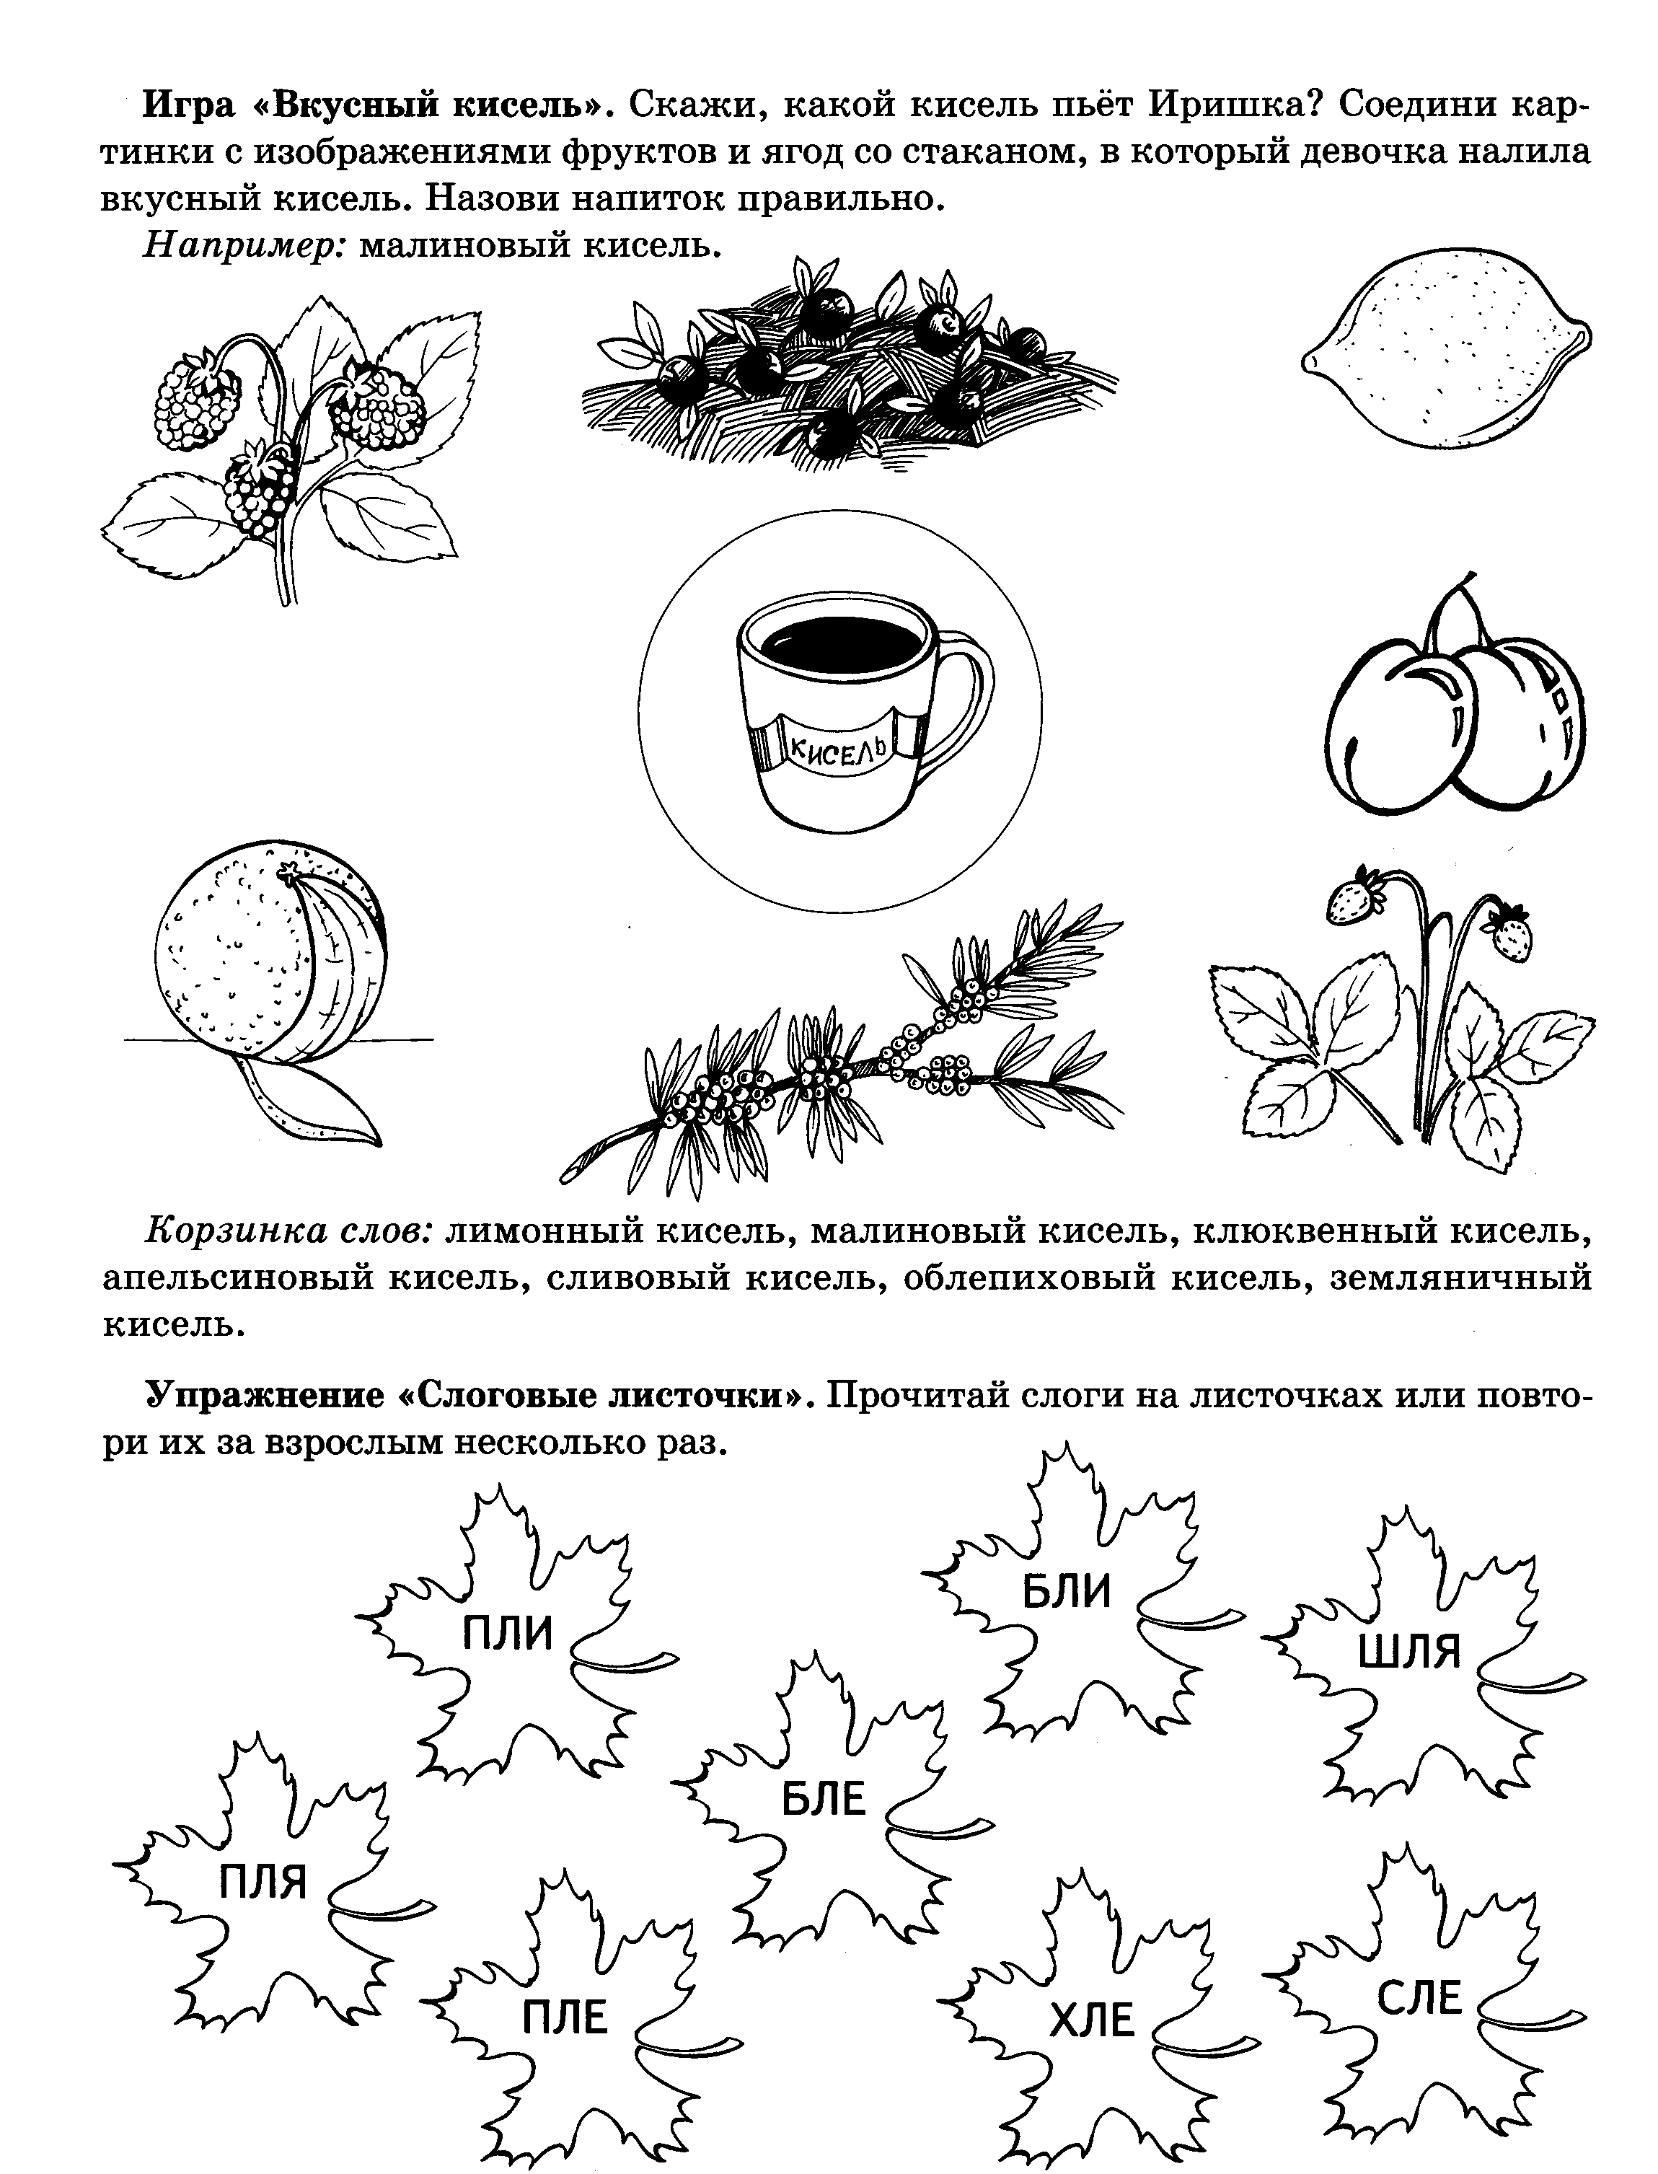 Игра «Вкусный кисель». Скажи, какой кисель пьёт Иришка? Соедини кар-
тинки с изображениями фруктов и ягод со стаканом, в который девочка налила
вкусный кисель. Назови напиток правильно.
Например: малиновый кисель.
КИСЕЛЬ
Корзинка слов: лимонный кисель, малиновый кисель, клюквенный кисель,
апельсиновый кисель, сливовый кисель, облепиховый кисель, земляничный
кисель.
Упражнение «Слоговые листочки». Прочитай слоги на листочках или повто-
ри их за взрослым несколько раз.
ПЛИ
БЛИ
ШЛЯ
БЛЕ
ПЛЯ
ПЛЕ
ХЛЕ
СЛЕ